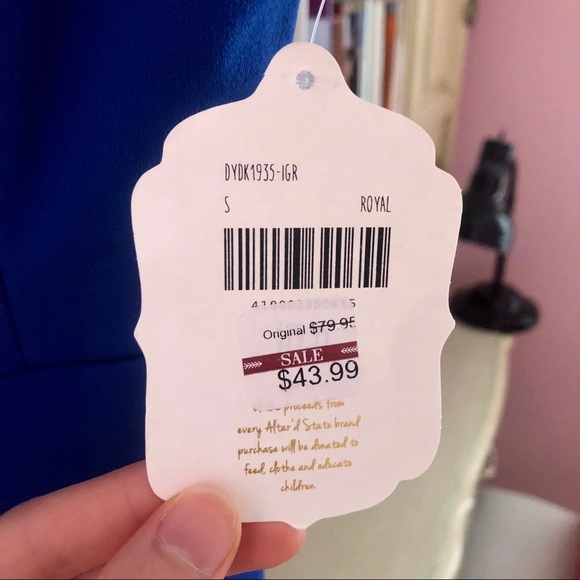 DYDK1935-IGR
S ROYAL
Original $79.95
SALE
$43.99
proceeds from
every Altar'd State brand
purchase will be donated to
feed, clothe and educate
children